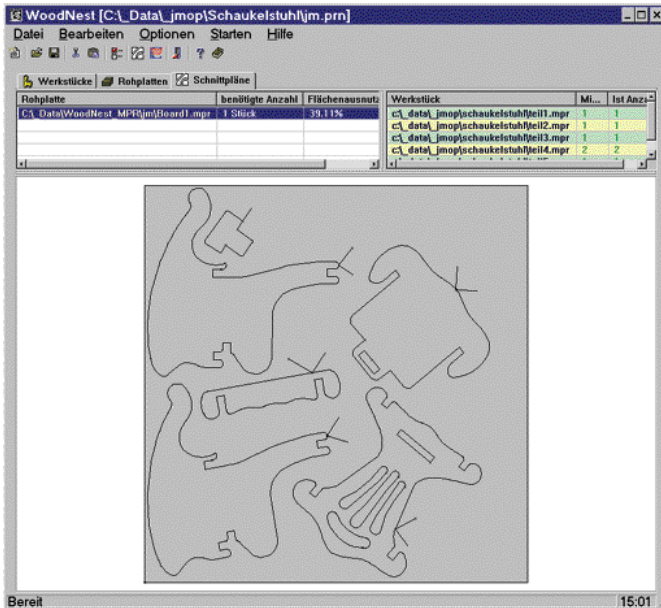 WoodNest [C:\_Data\_jmop\Schaukelstuhl\jm.prn]
Datei Bearbeiten Optionen Starten Hilfe
Werkstücke Rohplatten Schnittpläne
Rohplatte benötigte Anzahl Flächenausnutz
C:\_Data\WoodNest_MPR\jm\Board1.mpr 1 Stück 39.11%
Werkstück Mi... Ist Anza
c:\_data\_jmop\schaukelstuhl\teil1.mpr 1 1
c:\_data\_jmop\schaukelstuhl\teil2.mpr 1 1
c:\_data\_jmop\schaukelstuhl\teil3.mpr 1 1
c:\_data\_jmop\schaukelstuhl\teil4.mpr 2 2
Bereit 15:01